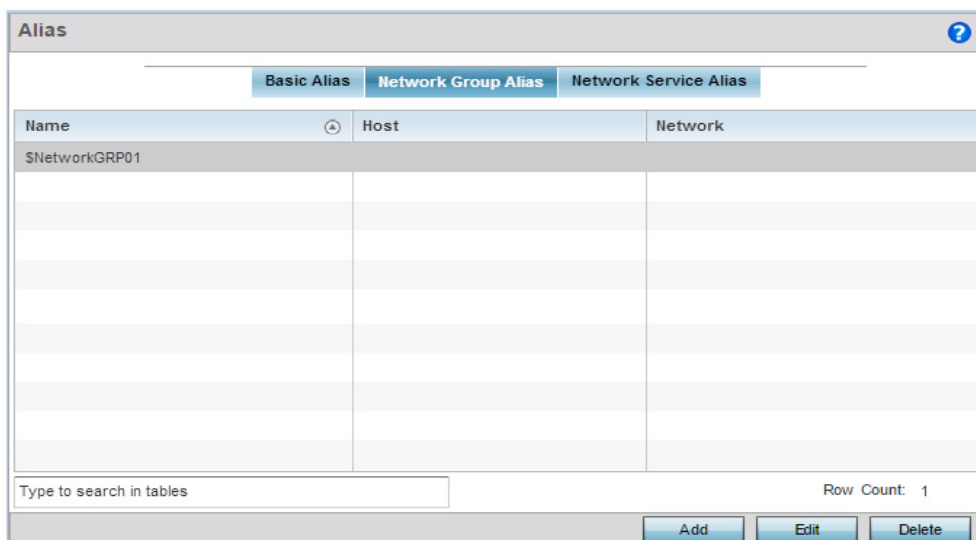 Alias
?
Basic Alias Network Group Alias Network Service Alias
Name Host Network
$NetworkGRP01
Type to search in tables Row Count: 1
Add Edit Delete